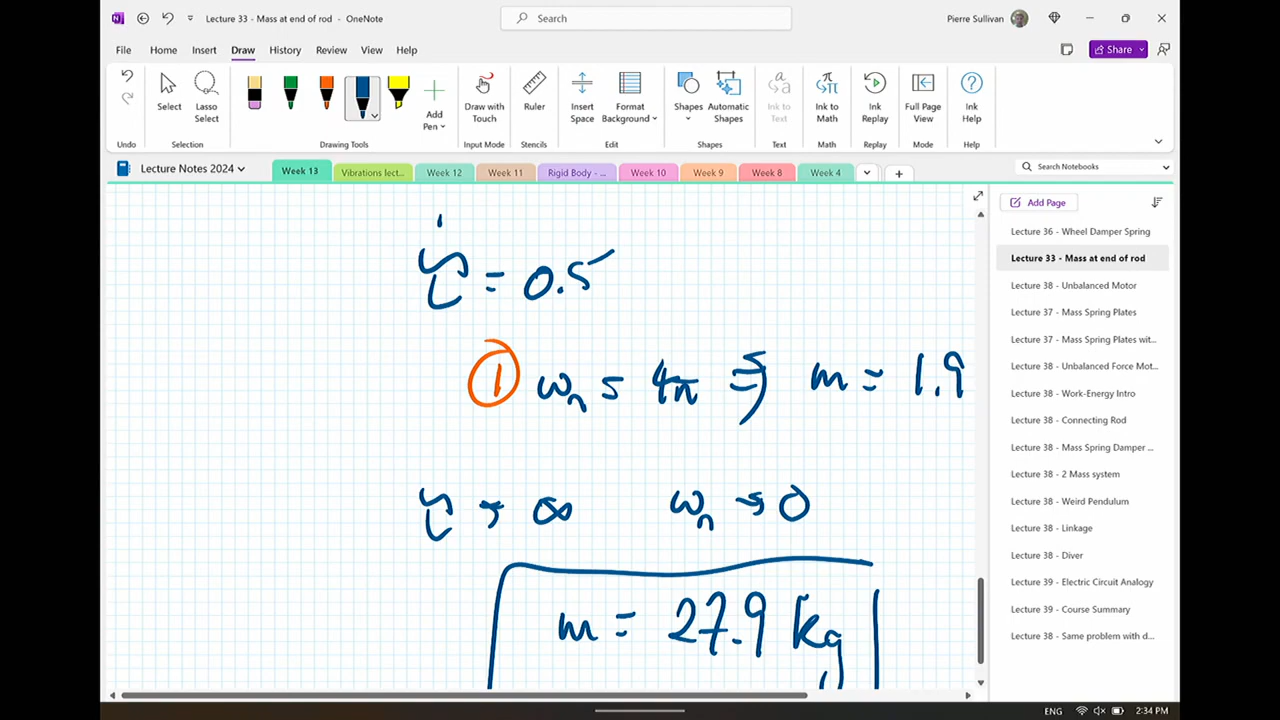 Lecture 33 - Mass at end of rod - OneNote
Search
Pierre Sullivan
File Home Insert Draw History Review View Help
Share
Select
Lasso Select
Add Pen
Draw with Touch
Ruler
Insert Space
Format Background
Shapes
Automatic Shapes
Ink to Text
Ink to Math
Ink Replay
Full Page View
Ink Help
Undo Selection Drawing Tools Input Mode Stencils Edit Shapes Text Math Replay Mode Help
Lecture Notes 2024
Week 13 Vibrations lect... Week 12 Week 11 Rigid Body - ... Week 10 Week 9 Week 8 Week 4
Search Notebooks
Add Page
Lecture 36 - Wheel Damper Spring
Lecture 33 - Mass at end of rod
Lecture 38 - Unbalanced Motor
Lecture 37 - Mass Spring Plates
Lecture 37 - Mass Spring Plates wit...
Lecture 38 - Unbalanced Force Mot...
Lecture 38 - Work-Energy Intro
Lecture 38 - Connecting Rod
Lecture 38 - Mass Spring Damper ...
Lecture 38 - 2 Mass system
Lecture 38 - Weird Pendulum
Lecture 38 - Linkage
Lecture 38 - Diver
Lecture 39 - Electric Circuit Analogy
Lecture 39 - Course Summary
Lecture 38 - Same problem with d...
ζ = 0.5
① ωn = 4π ⇒ m = 1.9
ζ → ∞ ωn → 0
m = 27.9 kg
ENG 2:34 PM